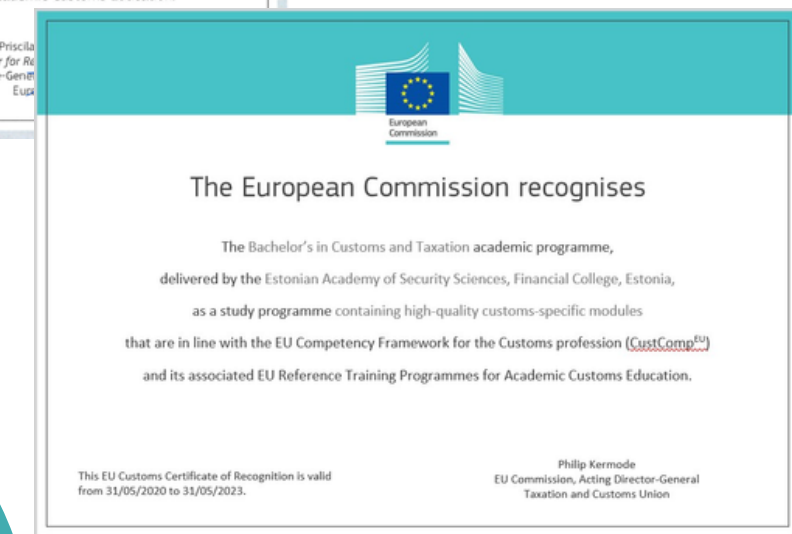 Priscila
European
Commission
The European Commission recognises
The Bachelor's in Customs and Taxation academic programme,
delivered by the Estonian Academy of Security Sciences, Financial College, Estonia,
as a study programme containing high-quality customs-specific modules
that are in line with the EU Competency Framework for the Customs profession (CustCompEU)
and its associated EU Reference Training Programmes for Academic Customs Education.
This EU Customs Certificate of Recognition is valid
from 31/05/2020 to 31/05/2023.
Philip Kermode
EU Commission, Acting Director-General
Taxation and Customs Union